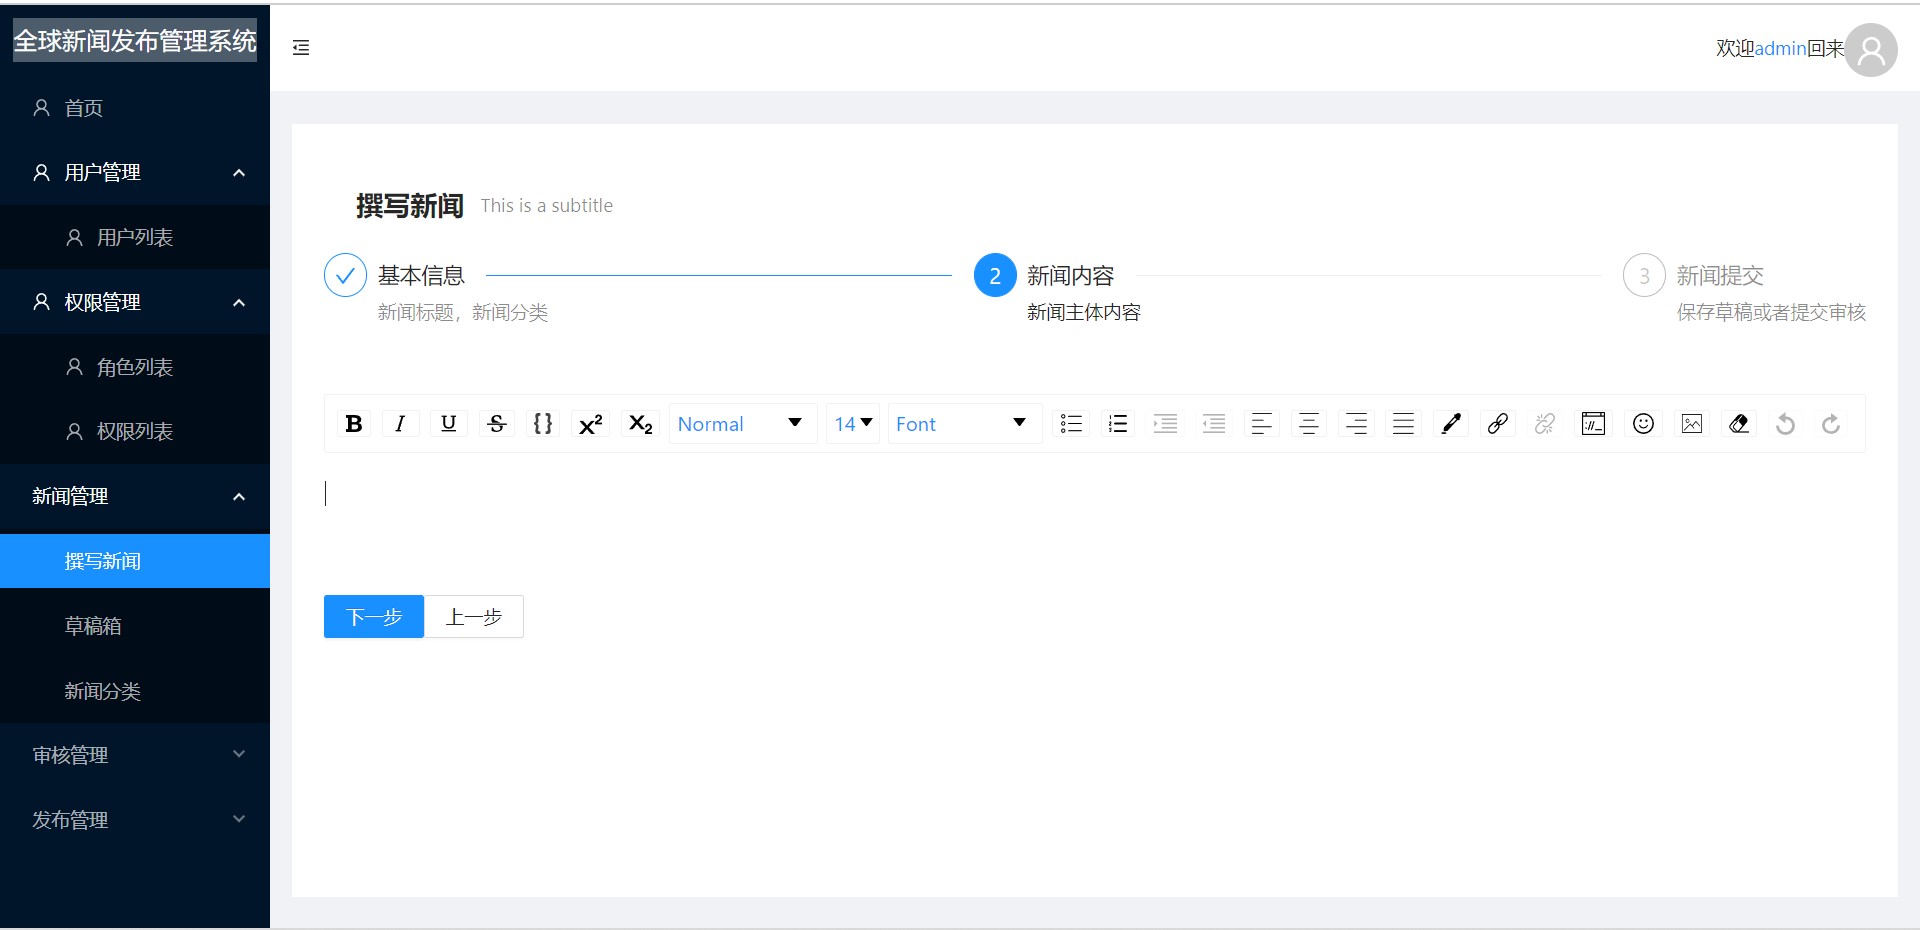 全球新闻发布管理系统
欢迎admin回来
首页
用户管理
用户列表
权限管理
角色列表
权限列表
新闻管理
撰写新闻
草稿箱
新闻分类
审核管理
发布管理
撰写新闻 This is a subtitle
基本信息
新闻标题，新闻分类
2 新闻内容
新闻主体内容
3 新闻提交
保存草稿或者提交审核
B I U S {} x² x₂ Normal 14 Font
下一步 上一步